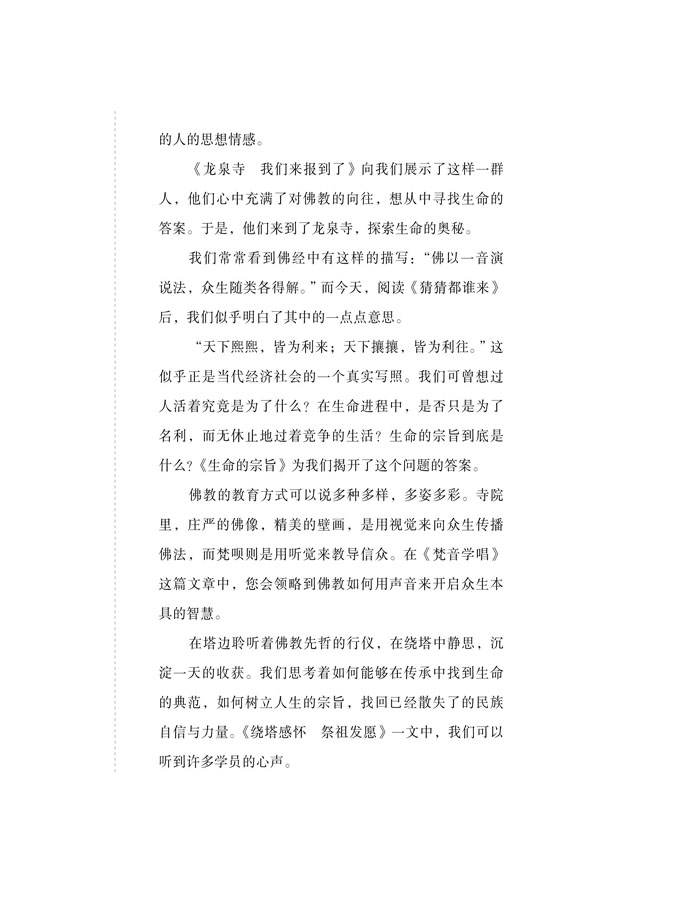 的人的思想情感。
《龙泉寺　我们来报到了》向我们展示了这样一群
人，他们心中充满了对佛教的向往，想从中寻找生命的
答案。于是，他们来到了龙泉寺，探索生命的奥秘。
我们常常看到佛经中有这样的描写：“佛以一音演
说法，众生随类各得解。”而今天，阅读《猜猜都谁来》
后，我们似乎明白了其中的一点点意思。
“天下熙熙，皆为利来；天下攘攘，皆为利往。”这
似乎正是当代经济社会的一个真实写照。我们可曾想过
人活着究竟是为了什么？在生命进程中，是否只是为了
名利，而无休止地过着竞争的生活？生命的宗旨到底是
什么？《生命的宗旨》为我们揭开了这个问题的答案。
佛教的教育方式可以说多种多样，多姿多彩。寺院
里，庄严的佛像，精美的壁画，是用视觉来向众生传播
佛法，而梵呗则是用听觉来教导信众。在《梵音学唱》
这篇文章中，您会领略到佛教如何用声音来开启众生本
具的智慧。
在塔边聆听着佛教先哲的行仪，在绕塔中静思，沉
淀一天的收获。我们思考着如何能够在传承中找到生命
的典范，如何树立人生的宗旨，找回已经散失了的民族
自信与力量。《绕塔感怀　祭祖发愿》一文中，我们可以
听到许多学员的心声。